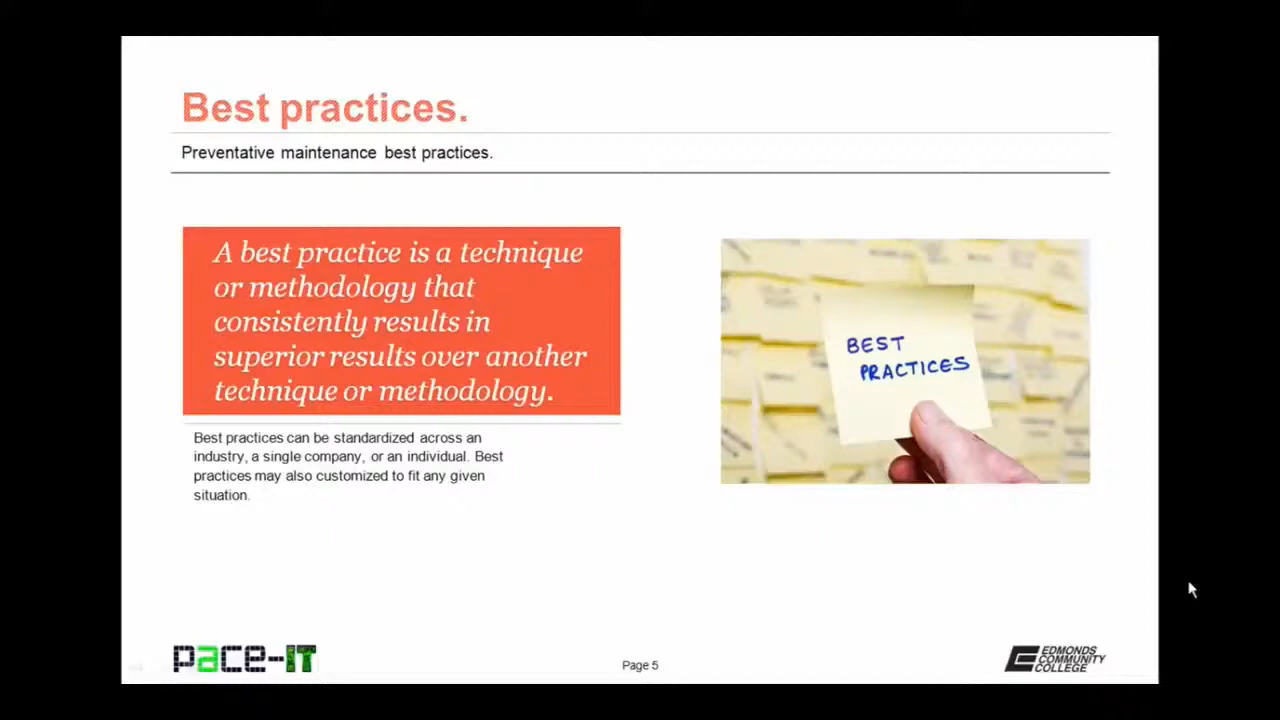 Best practices.
Preventative maintenance best practices.
A best practice is a technique
or methodology that
consistently results in
superior results over another
technique or methodology.
Best practices can be standardized across an
industry, a single company, or an individual. Best
practices may also customized to fit any given
situation.
BEST
PRACTICES
pace-IT
Page 5
EDMONDS
COMMUNITY
COLLEGE